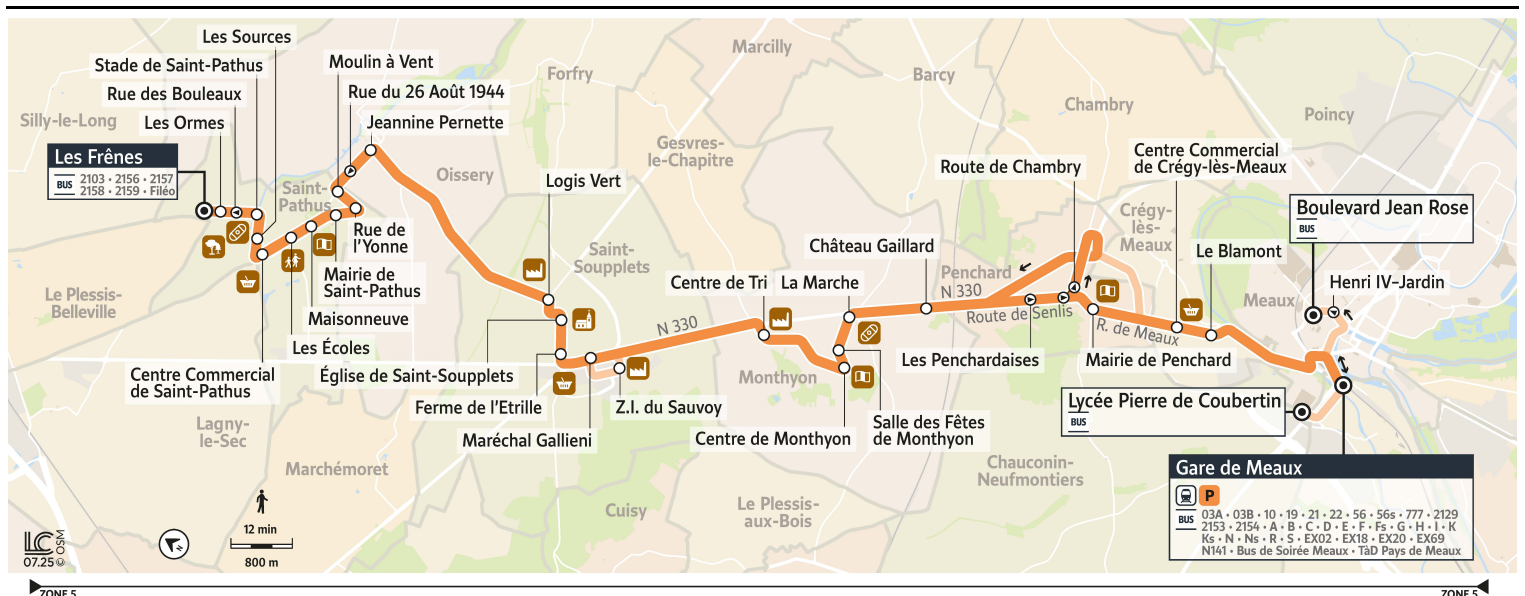 Les Sources
Stade de Saint-Pathus
Rue des Bouleaux
Les Ormes
Silly-le-Long
Les Frênes
BUS
2103 • 2156 • 2157
2158 • 2159 • Filéo
Moulin à Vent
Rue du 26 Août 1944
Jeannine Pernette
Saint-
Pathus
Oissery
Forfry
Marcilly
Barcy
Gesvres-
le-Chapitre
Chambry
Poincy
Logis Vert
Route de Chambry
Centre Commercial
de Crégy-lès-Meaux
Boulevard Jean Rose
BUS
Le Blamont
Henri IV–Jardin
Crégy-
lès-
Meaux
Meaux
Rue de
l'Yonne
Mairie de
Saint-Pathus
Maisonneuve
Les Écoles
Centre Commercial
de Saint-Pathus
Le Plessis-
Belleville
Saint-
Soupplets
Château Gaillard
Centre de Tri
La Marche
Penchard
N 330
Route de Senlis
R. de Meaux
N 330
Les Penchardaises
Mairie de Penchard
Église de Saint-Soupplets
Ferme de l'Etrille
Maréchal Gallieni
Z.I. du Sauvoy
Monthyon
Centre de Monthyon
Salle des Fêtes
de Monthyon
Lycée Pierre de Coubertin
BUS
Lagny-
le-Sec
Marchémoret
Cuisy
Le Plessis-
aux-Bois
Chauconin-
Neufmontiers
Gare de Meaux
P
BUS
03A • 03B • 10 • 19 • 21 • 22 • 56 • 56s • 777 • 2129
2153 • 2154 • A • B • C • D • E • F • Fs • G • H • I • K
Ks • N • Ns • R • S • EX02 • EX18 • EX20 • EX69
N141 • Bus de Soirée Meaux • TàD Pays de Meaux
12 min
800 m
N
LC
07.25
© OSM
ZONE 5
ZONE 5